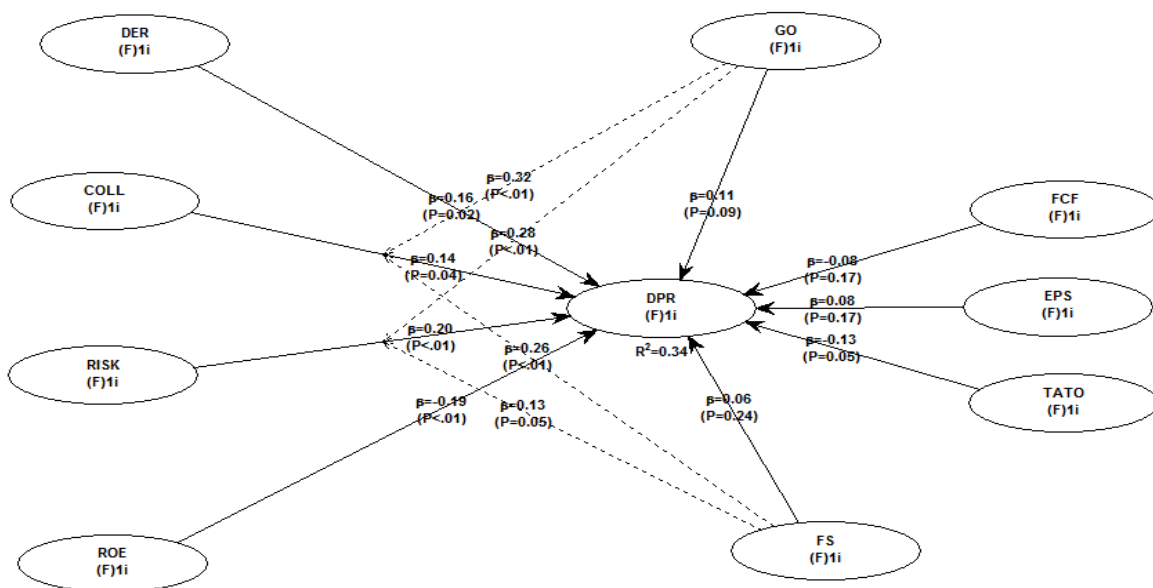 DER
(F)1i
GO
(F)1i
COLL
(F)1i
β=0.32
(P<.01)
β=0.16
(P=0.02)
β=0.11
(P=0.09)
FCF
(F)1i
β=0.28
(P<.01)
β=0.14
(P=0.04)
β=-0.08
(P=0.17)
DPR
(F)1i
R²=0.34
β=0.08
(P=0.17)
EPS
(F)1i
RISK
(F)1i
β=0.20
(P<.01)
β=0.26
(P<.01)
β=-0.13
(P=0.05)
TATO
(F)1i
β=-0.19
(P<.01)
β=0.13
(P=0.05)
β=0.06
(P=0.24)
ROE
(F)1i
FS
(F)1i